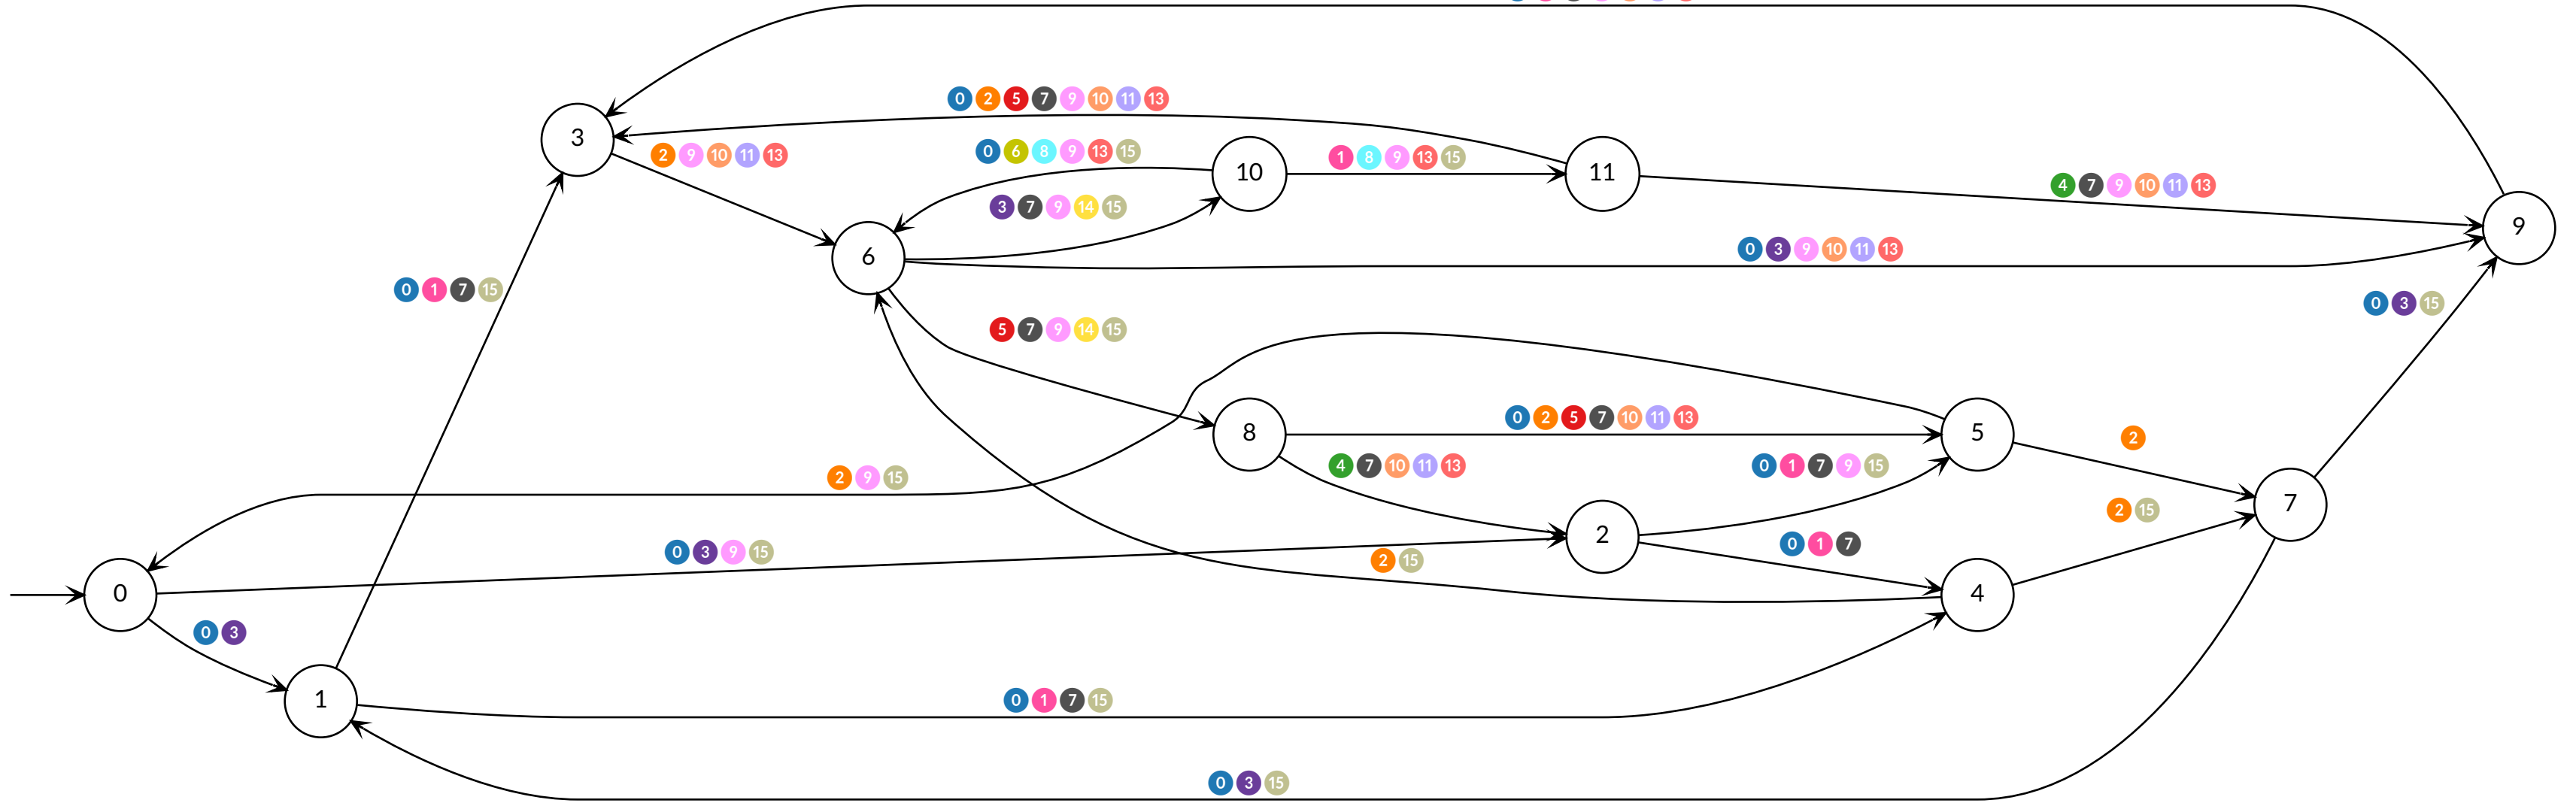 0 2 5 7 9 10 11 13
3
2 9 10 11 13
0 6 8 9 13 15
10
1 8 9 13 15
11
4 7 9 10 11 13
3 7 9 14 15
9
6
0 3 9 10 11 13
0 1 7 15
0 3 15
5 7 9 14 15
0 2 5 7 10 11 13
8
5
2
4 7 10 11 13
0 1 7 9 15
2 9 15
7
2 15
2
0 1 7
0 3 9 15
2 15
0
4
0 3
1
0 1 7 15
0 3 15